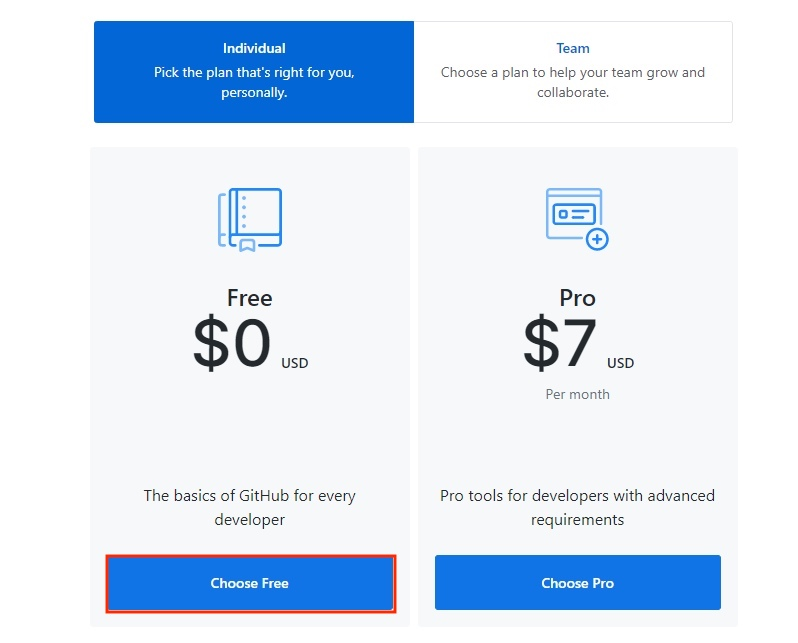 Individual
Pick the plan that's right for you,
personally.
Team
Choose a plan to help your team grow and
collaborate.
Free
$0 USD
The basics of GitHub for every
developer
Choose Free
Pro
$7 USD
Per month
Pro tools for developers with advanced
requirements
Choose Pro